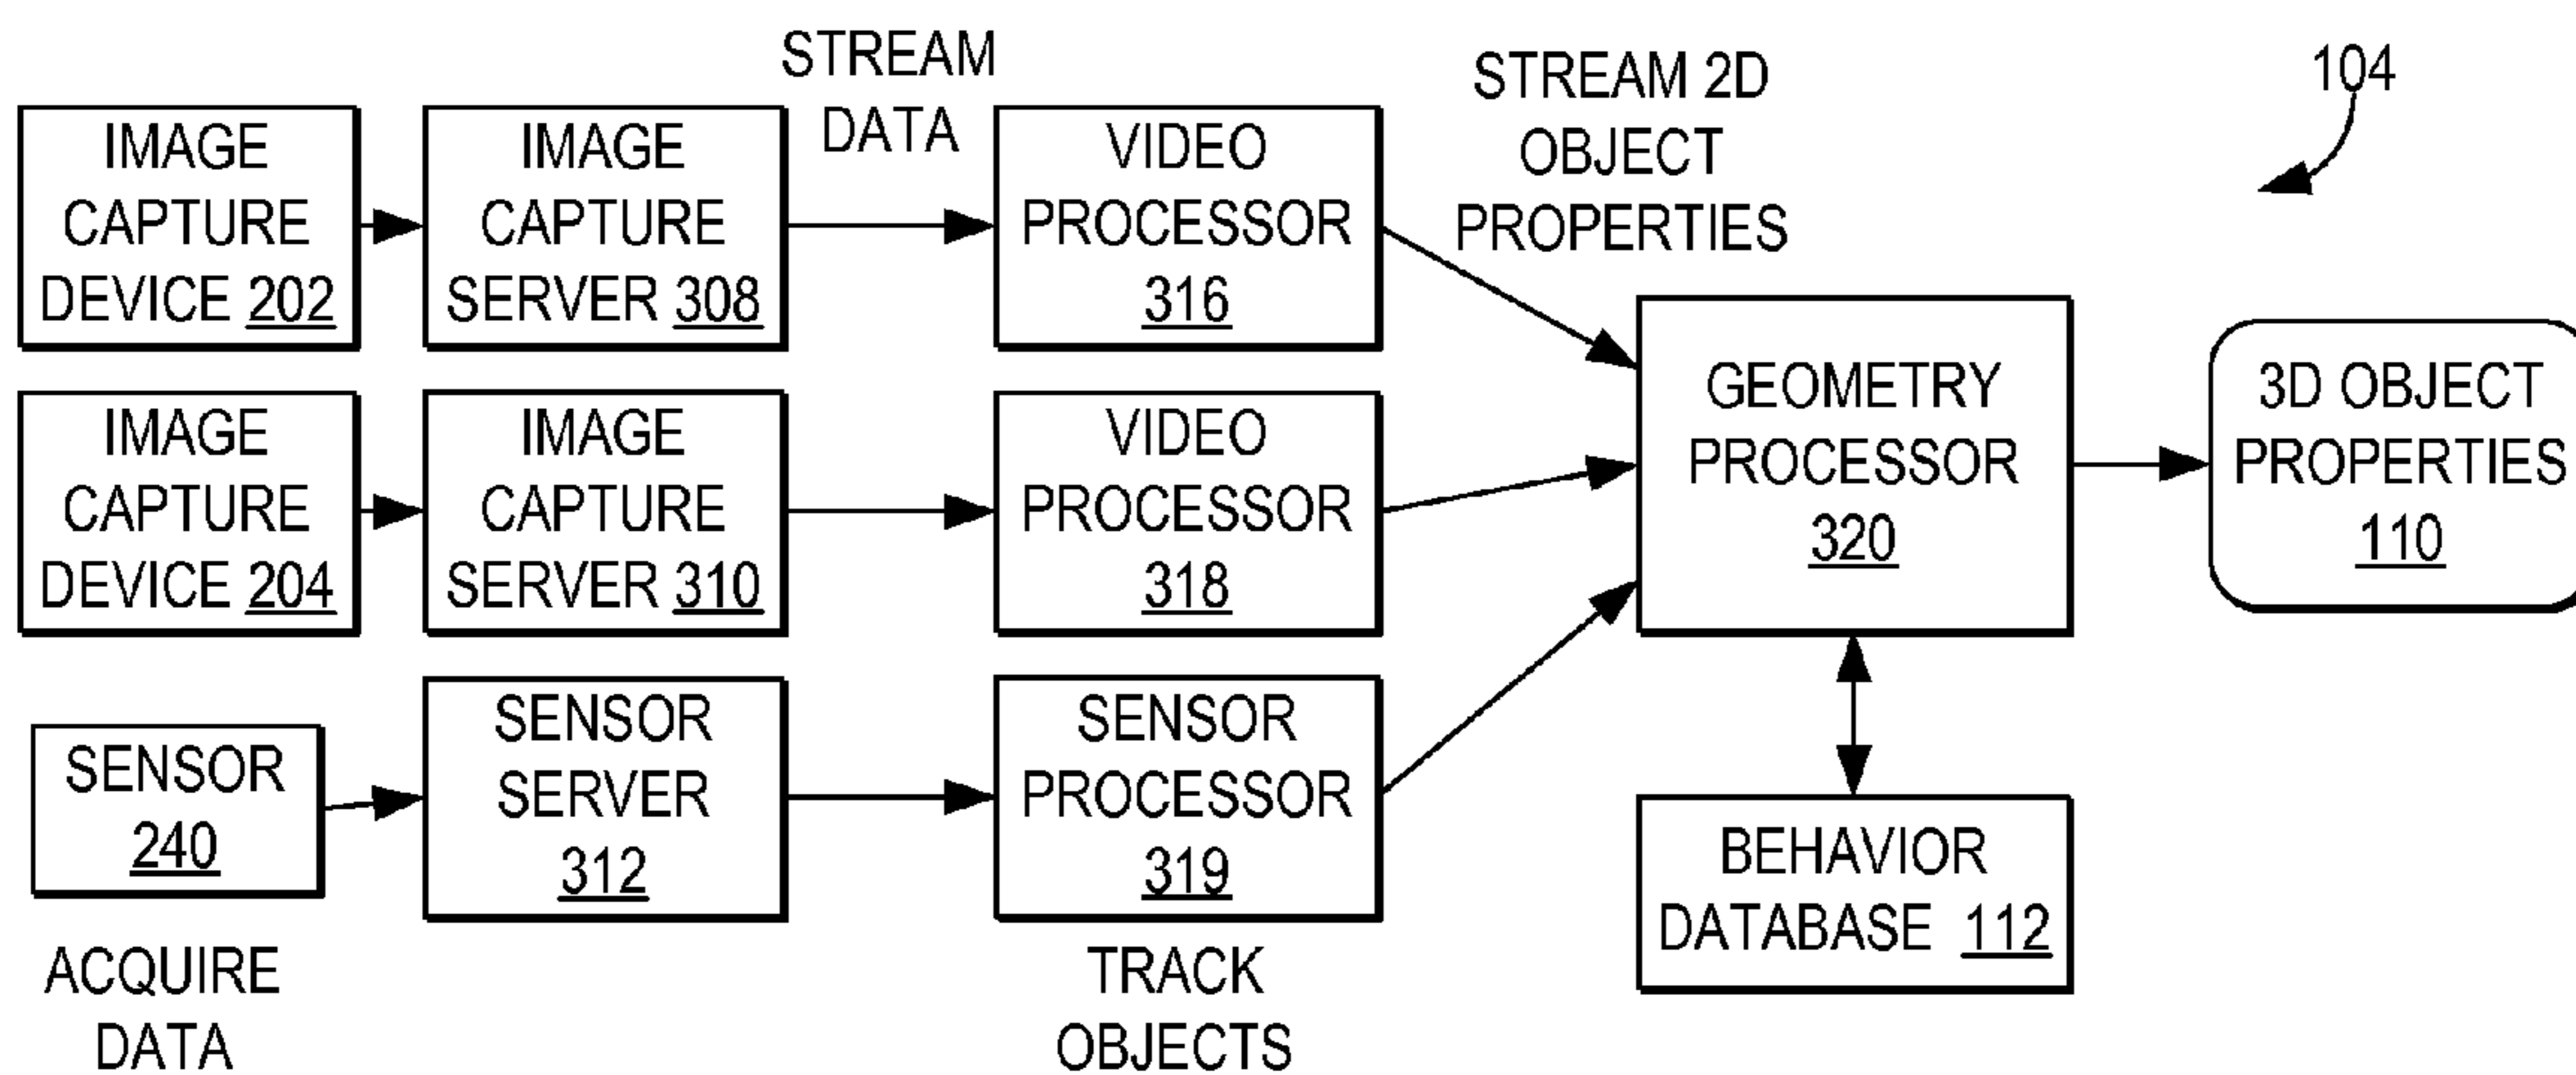 STREAM
DATA
STREAM 2D
OBJECT
PROPERTIES
104
IMAGE
CAPTURE
DEVICE 202
IMAGE
CAPTURE
SERVER 308
VIDEO
PROCESSOR
316
IMAGE
CAPTURE
DEVICE 204
IMAGE
CAPTURE
SERVER 310
VIDEO
PROCESSOR
318
GEOMETRY
PROCESSOR
320
3D OBJECT
PROPERTIES
110
SENSOR
240
SENSOR
SERVER
312
SENSOR
PROCESSOR
319
BEHAVIOR
DATABASE 112
ACQUIRE
DATA
TRACK
OBJECTS